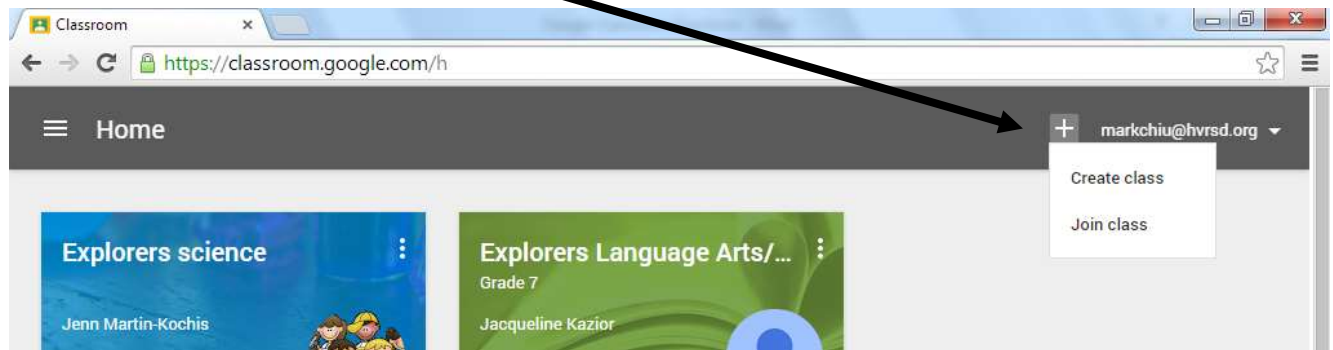 Classroom
https://classroom.google.com/h
Home
markchiu@hvrsd.org
Create class
Join class
Explorers science
Jenn Martin-Kochis
Explorers Language Arts/...
Grade 7
Jacqueline Kazior